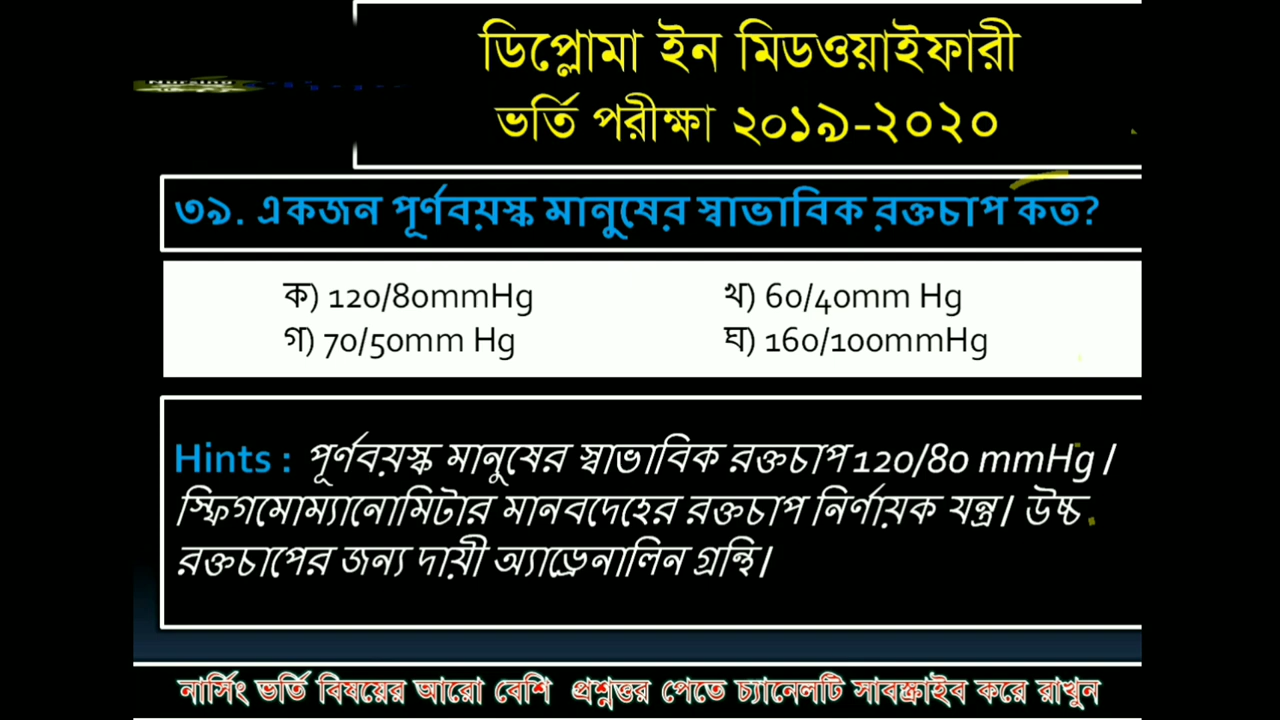 ডিপ্লোমা ইন মিডওয়াইফারী
ভর্তি পরীক্ষা ২০১৯-২০২০
৩৯. একজন পূর্ণবয়স্ক মানুষের স্বাভাবিক রক্তচাপ কত?
ক) 120/80mmHg খ) 60/40mm Hg
গ) 70/50mm Hg ঘ) 160/100mmHg
Hints : পূর্ণবয়স্ক মানুষের স্বাভাবিক রক্তচাপ 120/80 mmHg।
স্ফিগমোম্যানোমিটার মানবদেহের রক্তচাপ নির্ণায়ক যন্ত্র। উচ্চ
রক্তচাপের জন্য দায়ী অ্যাড্রেনালিন গ্রন্থি।
নার্সিং ভর্তি বিষয়ের আরো বেশি প্রশ্নত্তর পেতে চ্যানেলটি সাবস্ক্রাইব করে রাখুন